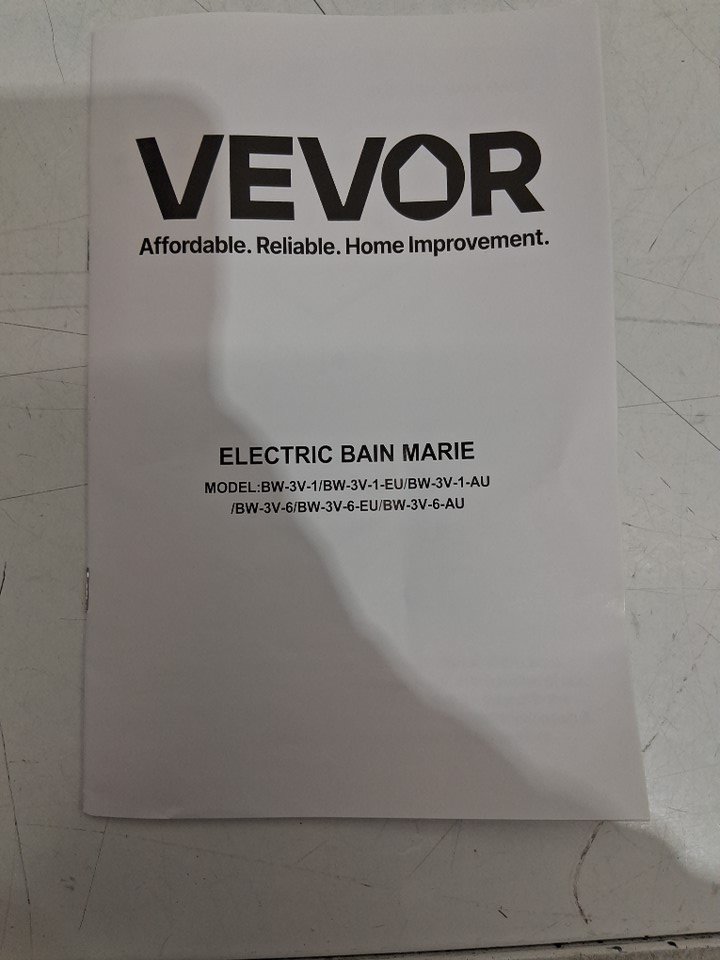 VEVOR
Affordable. Reliable. Home Improvement.
ELECTRIC BAIN MARIE
MODEL:BW-3V-1/BW-3V-1-EU/BW-3V-1-AU
/BW-3V-6/BW-3V-6-EU/BW-3V-6-AU